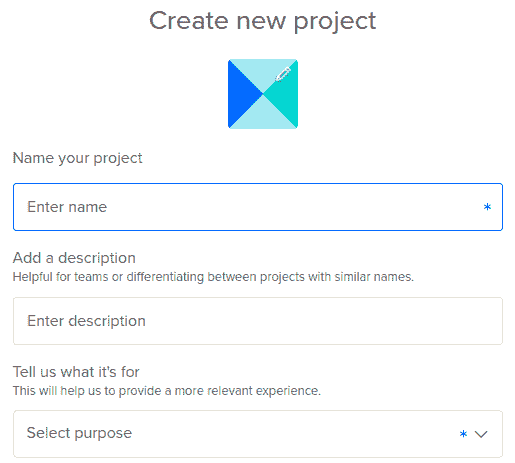 Create new project
Name your project
Enter name *
Add a description
Helpful for teams or differentiating between projects with similar names.
Enter description
Tell us what it's for
This will help us to provide a more relevant experience.
Select purpose *